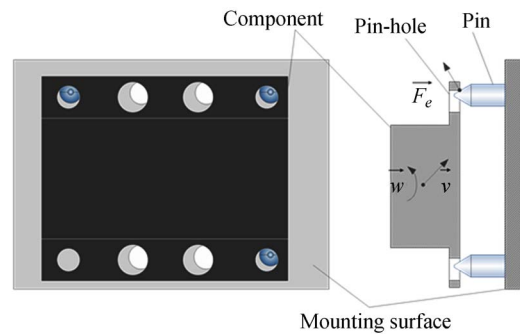 Component
Pin-hole
Pin
F_e
w
v
Mounting surface